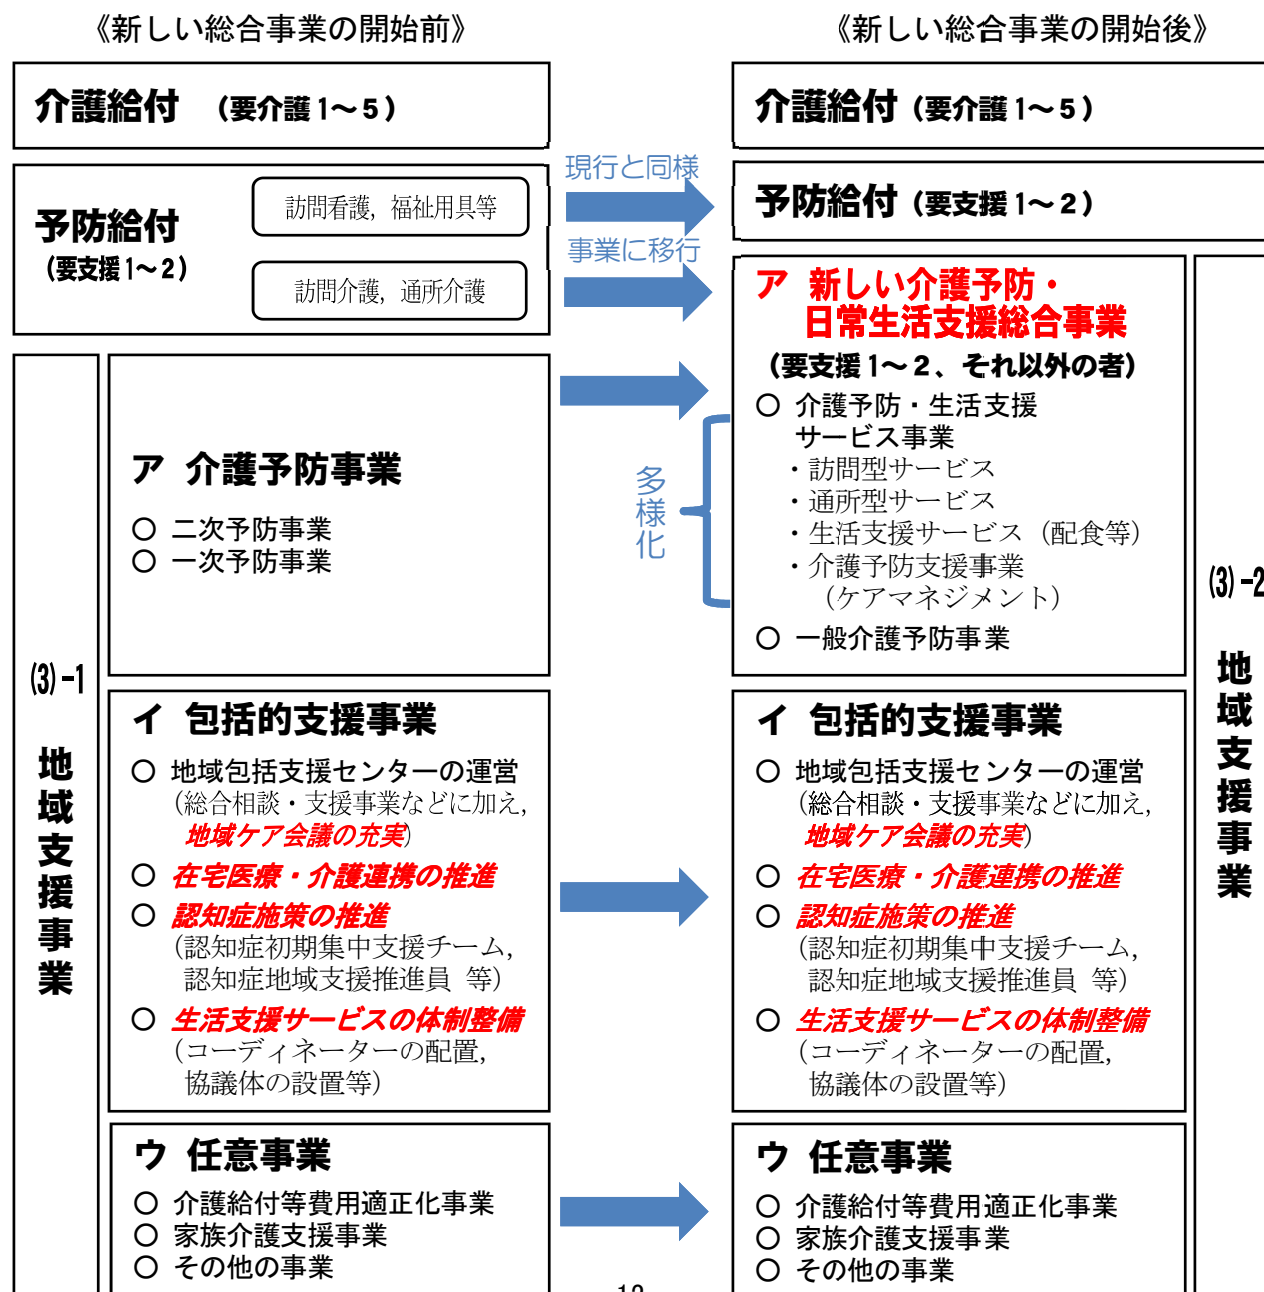 《新しい総合事業の開始前》
介護給付 （要介護1～5）
予防給付
（要支援1～2）
訪問看護，福祉用具等
訪問介護，通所介護
(3)-1
地域支援事業
ア 介護予防事業
○ 二次予防事業
○ 一次予防事業
イ 包括的支援事業
○ 地域包括支援センターの運営
（総合相談・支援事業などに加え，
地域ケア会議の充実）
○ 在宅医療・介護連携の推進
○ 認知症施策の推進
（認知症初期集中支援チーム，
認知症地域支援推進員 等）
○ 生活支援サービスの体制整備
（コーディネーターの配置，
協議体の設置等）
ウ 任意事業
○ 介護給付等費用適正化事業
○ 家族介護支援事業
○ その他の事業
現行と同様
事業に移行
多様化
《新しい総合事業の開始後》
介護給付（要介護1～5）
予防給付（要支援1～2）
ア 新しい介護予防・
日常生活支援総合事業
（要支援1～2、それ以外の者）
○ 介護予防・生活支援
サービス事業
・訪問型サービス
・通所型サービス
・生活支援サービス（配食等）
・介護予防支援事業
（ケアマネジメント）
○ 一般介護予防事業
イ 包括的支援事業
○ 地域包括支援センターの運営
（総合相談・支援事業などに加え，
地域ケア会議の充実）
○ 在宅医療・介護連携の推進
○ 認知症施策の推進
（認知症初期集中支援チーム，
認知症地域支援推進員 等）
○ 生活支援サービスの体制整備
（コーディネーターの配置，
協議体の設置等）
ウ 任意事業
○ 介護給付等費用適正化事業
○ 家族介護支援事業
○ その他の事業
(3)-2
地域支援事業